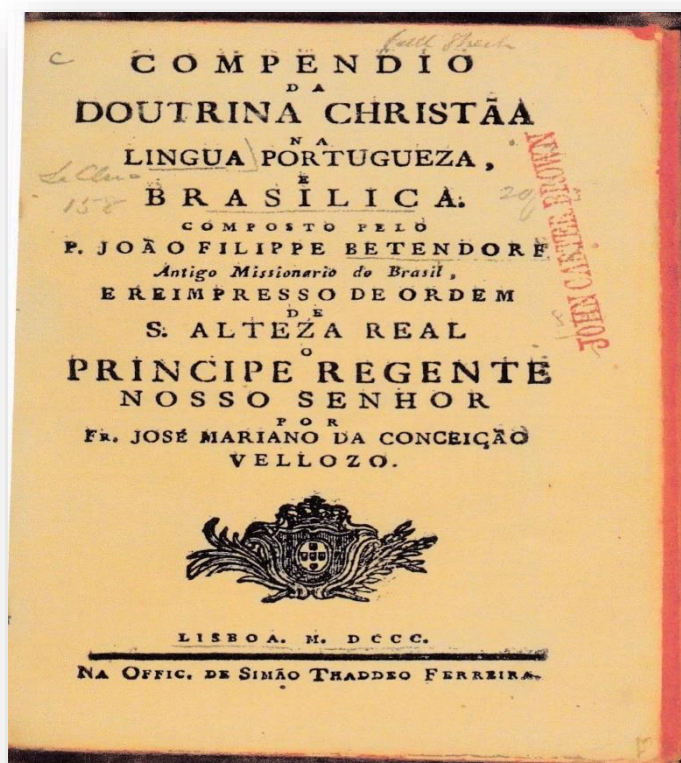 C
COMPENDIO
DA
DOUTRINA CHRISTÃA
NA
LINGUA PORTUGUEZA,
E
BRASILICA:
COMPOSTO PELO
P. JOÃO FILIPPE BETENDORF
Antigo Missionario do Brasil,
E REIMPRESSO DE ORDEM
DE
S. ALTEZA REAL
O
PRINCIPE REGENTE
NOSSO SENHOR
POR
FR. JOSÉ MARIANO DA CONCEIÇÃO
VELLOZO.
LISBOA. M. DCCC.
NA OFFIC. DE SIMÃO THADDEO FERREIRA.
158
JOHN CARTER BROWN